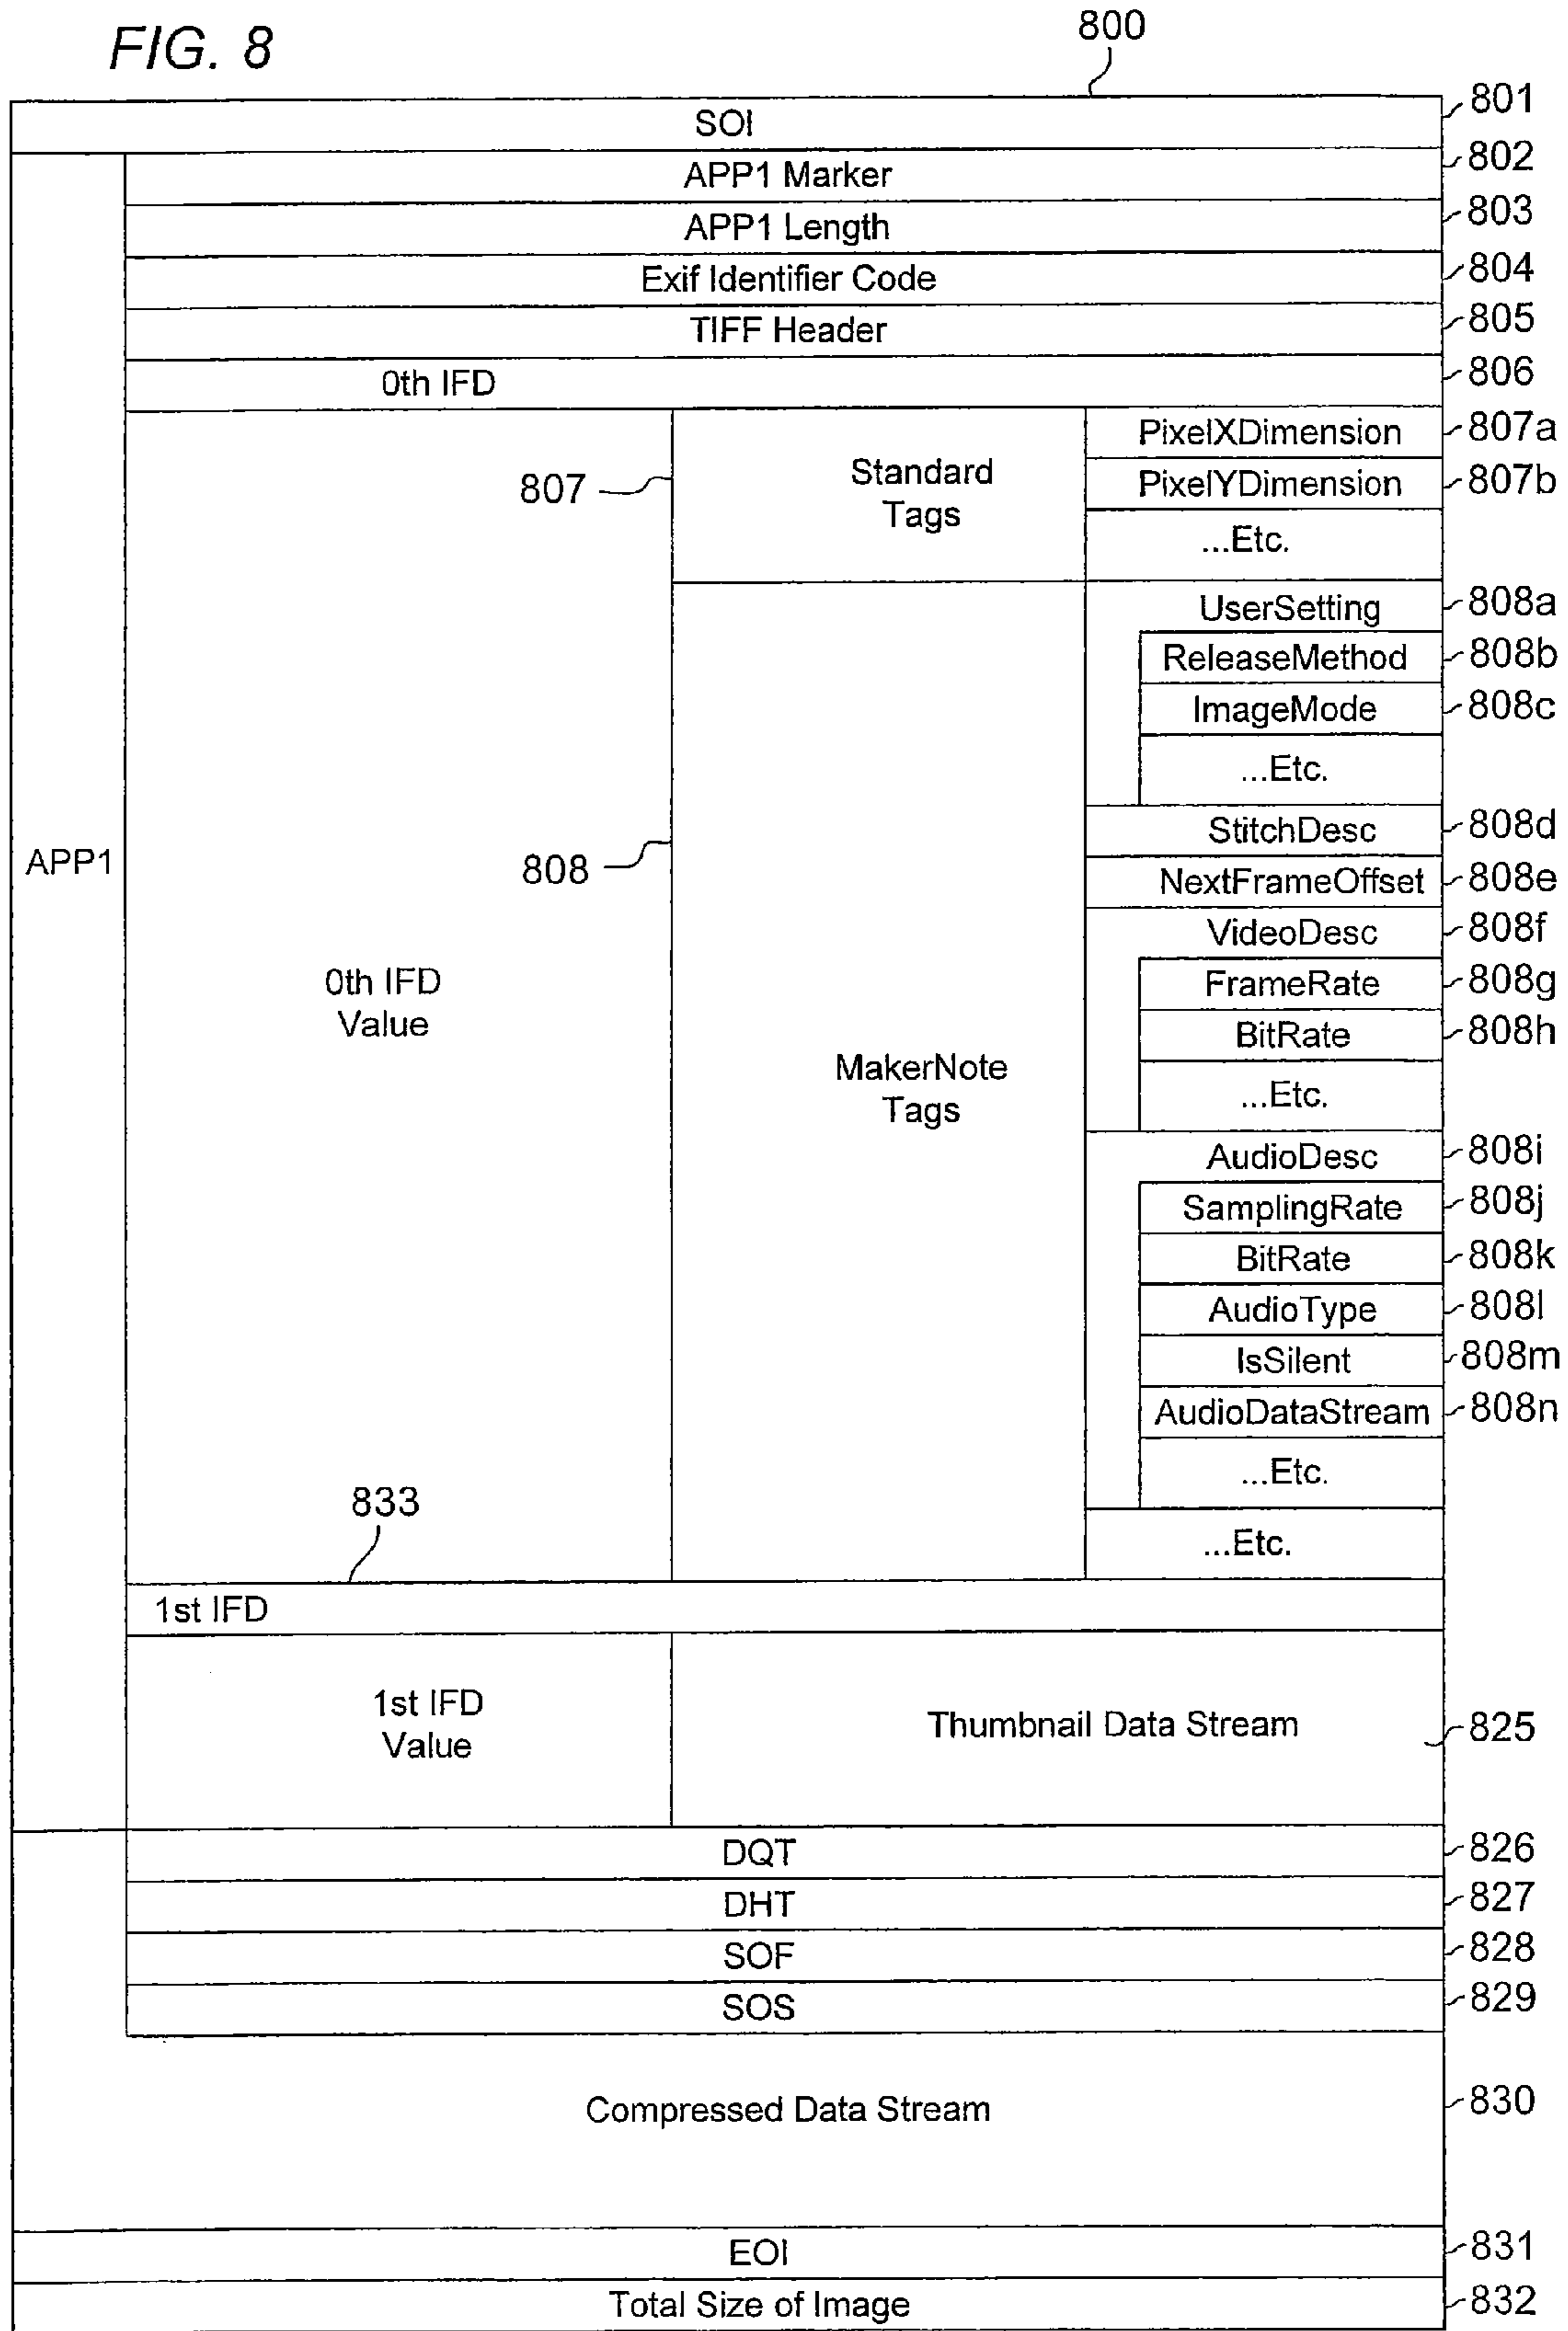 FIG. 8
800
SOI 801
APP1 Marker 802
APP1 Length 803
Exif Identifier Code 804
TIFF Header 805
0th IFD 806
PixelXDimension 807a
807 Standard
Tags
PixelYDimension 807b
...Etc.
UserSetting 808a
ReleaseMethod 808b
ImageMode 808c
...Etc.
StitchDesc 808d
APP1
808
NextFrameOffset 808e
VideoDesc 808f
0th IFD
Value
FrameRate 808g
BitRate 808h
MakerNote
Tags
...Etc.
AudioDesc 808i
SamplingRate 808j
BitRate 808k
AudioType 808l
IsSilent 808m
AudioDataStream 808n
...Etc.
833
...Etc.
1st IFD
1st IFD
Value
Thumbnail Data Stream 825
DQT 826
DHT 827
SOF 828
SOS 829
Compressed Data Stream 830
EOI 831
Total Size of Image 832